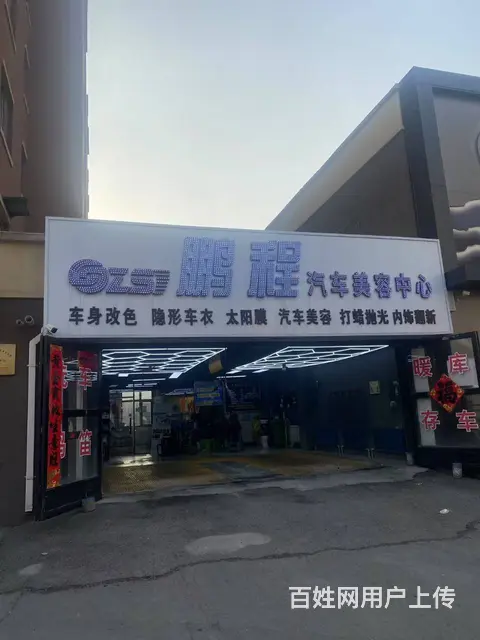 GZST 鹏程 汽车美容中心
车身改色 隐形车衣 太阳膜 汽车美容 打蜡抛光 内饰翻新
暖库
存车
百姓网用户上传